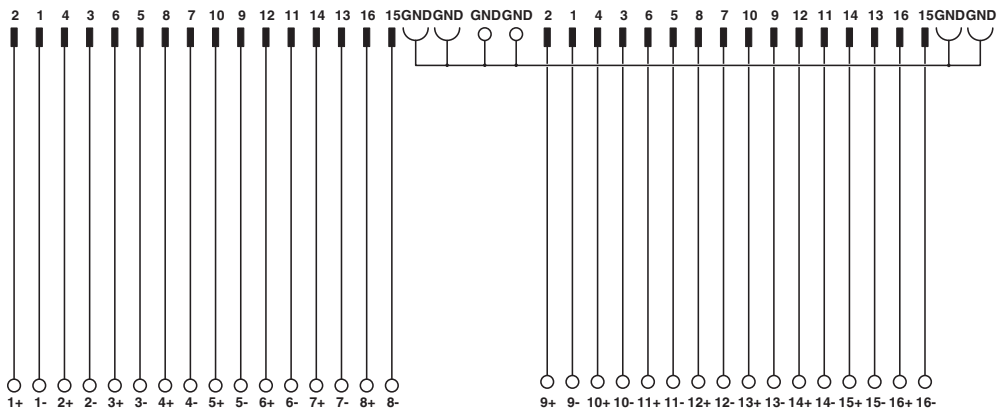 2 1 4 3 6 5 8 7 10 9 12 11 14 13 16 15 GND GND GND GND 2 1 4 3 6 5 8 7 10 9 12 11 14 13 16 15 GND GND
1+ 1- 2+ 2- 3+ 3- 4+ 4- 5+ 5- 6+ 6- 7+ 7- 8+ 8- 9+ 9- 10+ 10- 11+ 11- 12+ 12- 13+ 13- 14+ 14- 15+ 15- 16+ 16-